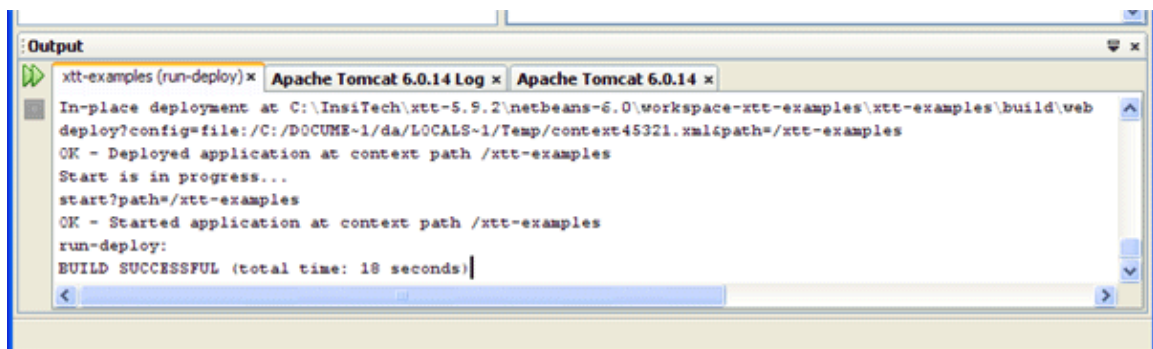 Output
xtt-examples (run-deploy) x Apache Tomcat 6.0.14 Log x Apache Tomcat 6.0.14 x
In-place deployment at C:\InsiTech\xtt-5.9.2\netbeans-6.0\workspace-xtt-examples\xtt-examples\build\web
deploy?config=file:/C:/DOCUME~1/da/LOCALS~1/Temp/context45321.xml&path=/xtt-examples
OK - Deployed application at context path /xtt-examples
Start is in progress...
start?path=/xtt-examples
OK - Started application at context path /xtt-examples
run-deploy:
BUILD SUCCESSFUL (total time: 18 seconds)